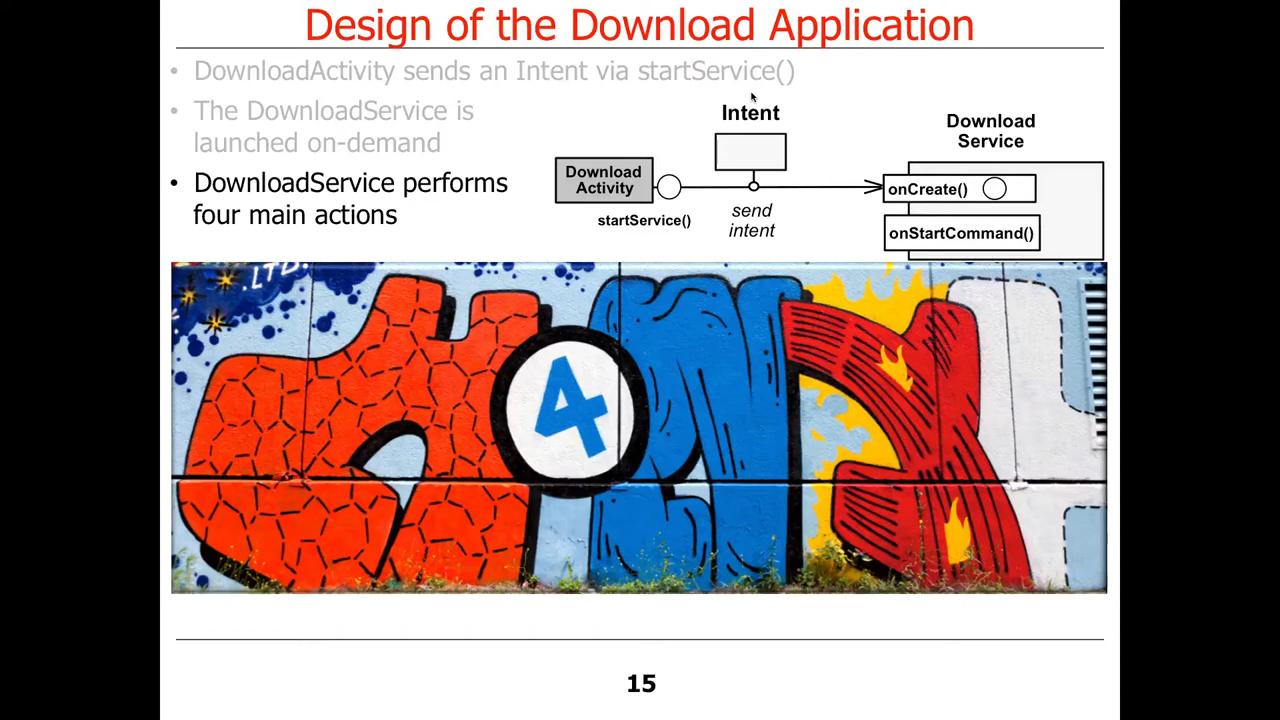 Design of the Download Application
• DownloadActivity sends an Intent via startService()
• The DownloadService is
launched on-demand
• DownloadService performs
four main actions
Intent
Download
Service
Download
Activity
startService()
send
intent
onCreate()
onStartCommand()
.LTD.
4
15